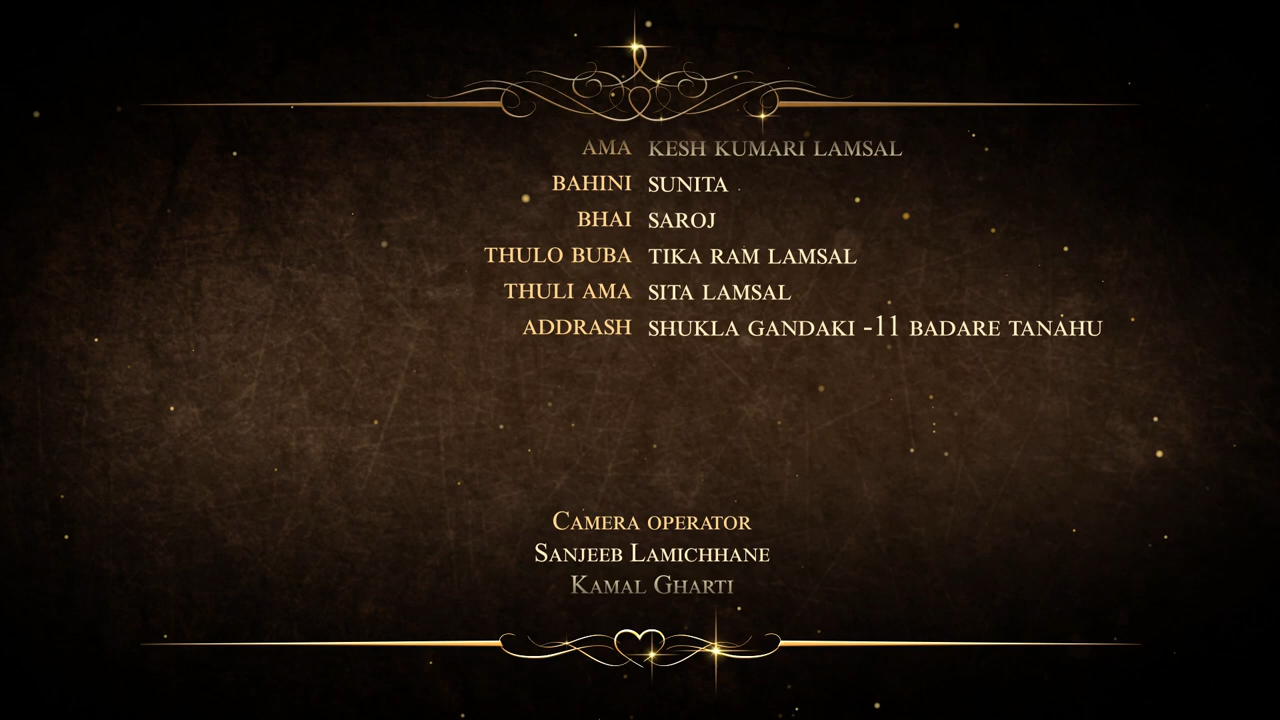 AMA KESH KUMARI LAMSAL
BAHINI SUNITA
BHAI SAROJ
THULO BUBA TIKA RAM LAMSAL
THULI AMA SITA LAMSAL
ADDRASH SHUKLA GANDAKI -11 BADARE TANAHU
Camera operator
Sanjeeb Lamichhane
Kamal Gharti